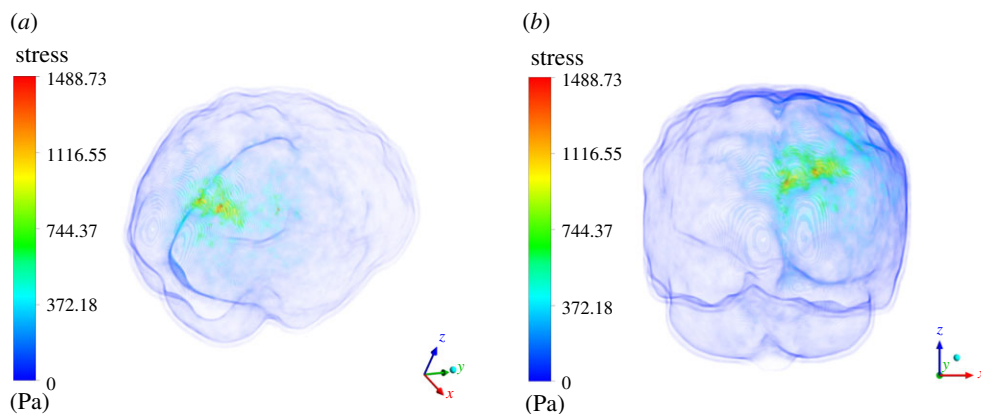 (a)
stress
1488.73
1116.55
744.37
372.18
0
(Pa)
z
y
x
(b)
stress
1488.73
1116.55
744.37
372.18
0
(Pa)
z
y
x